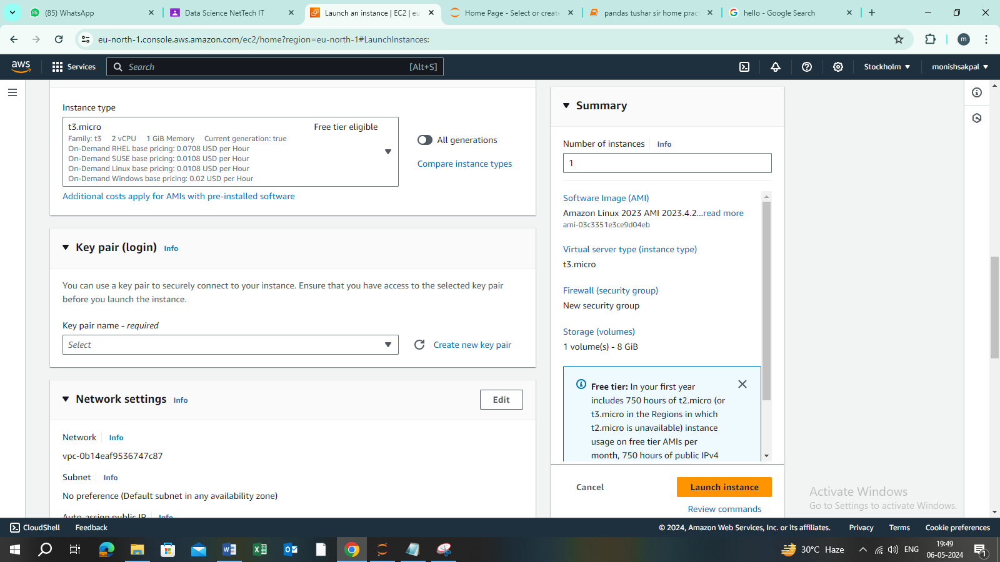 (85) WhatsApp
Data Science NetTech IT
Launch an instance | EC2 | eu
Home Page - Select or create
pandas tushar sir home prac
hello - Google Search
eu-north-1.console.aws.amazon.com/ec2/home?region=eu-north-1#LaunchInstances:
m
aws
Services
Search
[Alt+S]
Stockholm
monishsakpal
Instance type
t3.micro
Free tier eligible
Family: t3 2 vCPU 1 GiB Memory Current generation: true
On-Demand RHEL base pricing: 0.0708 USD per Hour
On-Demand SUSE base pricing: 0.0108 USD per Hour
On-Demand Linux base pricing: 0.0108 USD per Hour
On-Demand Windows base pricing: 0.02 USD per Hour
All generations
Compare instance types
Additional costs apply for AMIs with pre-installed software
Key pair (login) Info
You can use a key pair to securely connect to your instance. Ensure that you have access to the selected key pair
before you launch the instance.
Key pair name - required
Select
Create new key pair
Network settings Info
Edit
Network Info
vpc-0b14eaf9536747c87
Subnet Info
No preference (Default subnet in any availability zone)
Auto-assign public IP Info
Summary
Number of instances Info
1
Software Image (AMI)
Amazon Linux 2023 AMI 2023.4.2...read more
ami-03c3351e3ce9d04eb
Virtual server type (instance type)
t3.micro
Firewall (security group)
New security group
Storage (volumes)
1 volume(s) - 8 GiB
Free tier: In your first year
includes 750 hours of t2.micro (or
t3.micro in the Regions in which
t2.micro is unavailable) instance
usage on free tier AMIs per
month, 750 hours of public IPv4
Cancel
Launch instance
Review commands
Activate Windows
Go to Settings to activate Windows.
CloudShell
Feedback
© 2024, Amazon Web Services, Inc. or its affiliates.
Privacy
Terms
Cookie preferences
30°C Haze
ENG
19:49
06-05-2024
1